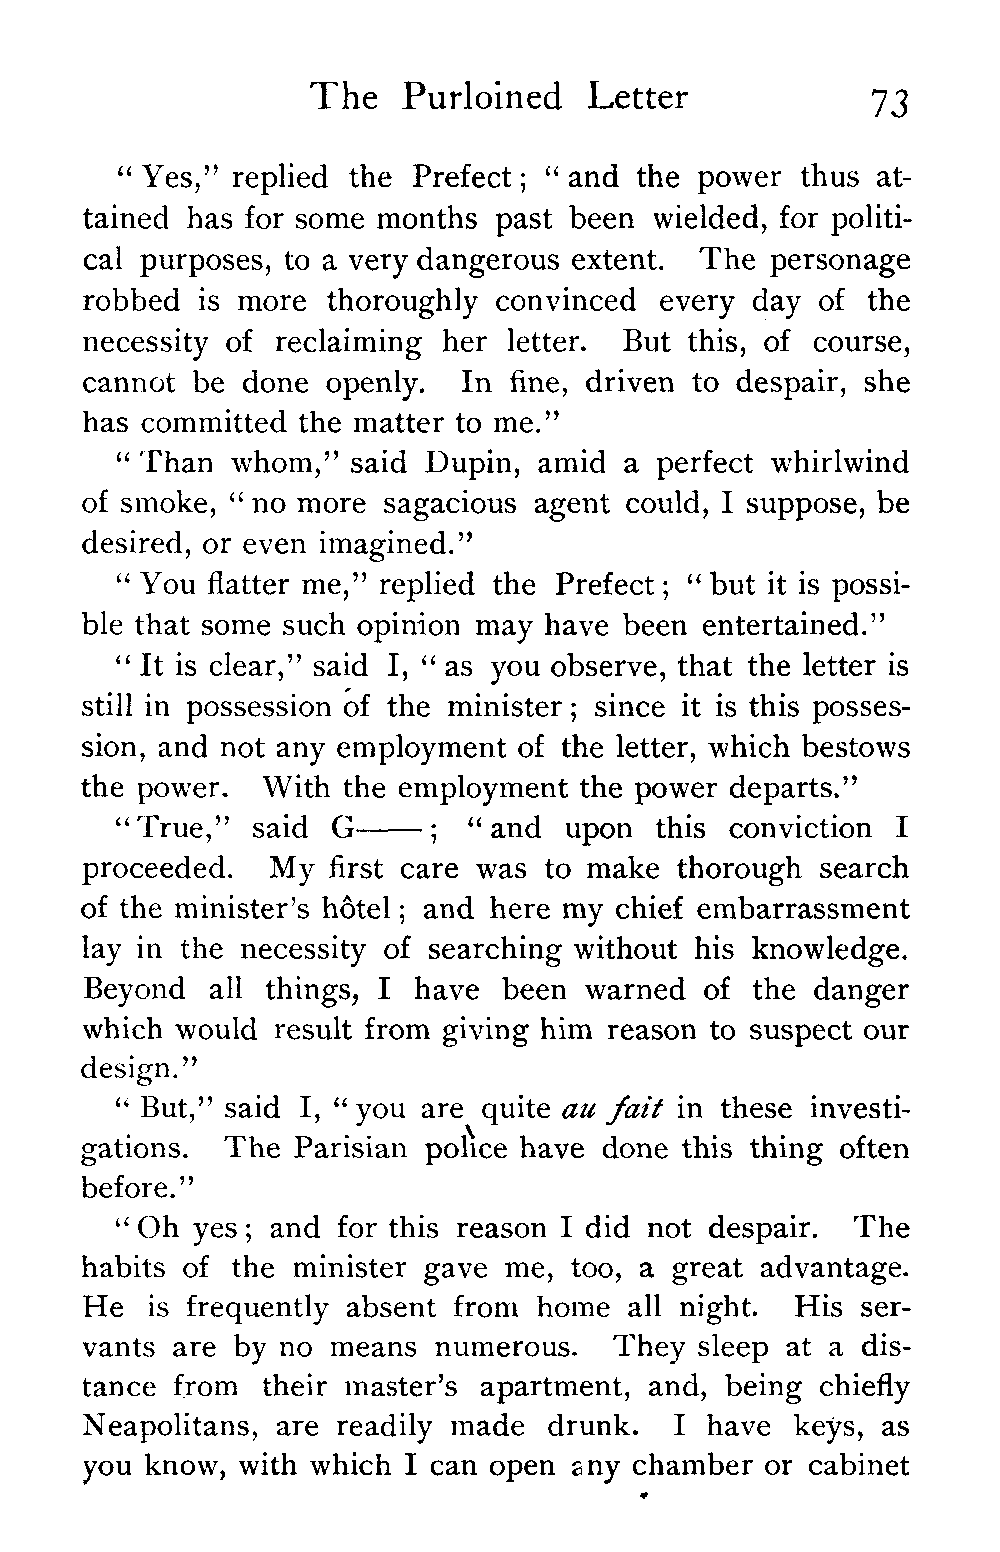 The Purloined Letter 73
“ Yes,” replied the Prefect ; “ and the power thus at-
tained has for some months past been wielded, for politi-
cal purposes, to a very dangerous extent. The personage
robbed is more thoroughly convinced every day of the
necessity of reclaiming her letter. But this, of course,
cannot be done openly. In fine, driven to despair, she
has committed the matter to me.”
“ Than whom,” said Dupin, amid a perfect whirlwind
of smoke, “ no more sagacious agent could, I suppose, be
desired, or even imagined.”
“ You flatter me,” replied the Prefect ; “ but it is possi-
ble that some such opinion may have been entertained.”
“ It is clear,” said I, “ as you observe, that the letter is
still in possession of the minister ; since it is this posses-
sion, and not any employment of the letter, which bestows
the power. With the employment the power departs.”
“ True,” said G—— ; “ and upon this conviction I
proceeded. My first care was to make thorough search
of the minister’s hôtel ; and here my chief embarrassment
lay in the necessity of searching without his knowledge.
Beyond all things, I have been warned of the danger
which would result from giving him reason to suspect our
design.”
“ But,” said I, “ you are quite au fait in these investi-
gations. The Parisian police have done this thing often
before.”
“ Oh yes ; and for this reason I did not despair. The
habits of the minister gave me, too, a great advantage.
He is frequently absent from home all night. His ser-
vants are by no means numerous. They sleep at a dis-
tance from their master’s apartment, and, being chiefly
Neapolitans, are readily made drunk. I have keys, as
you know, with which I can open any chamber or cabinet